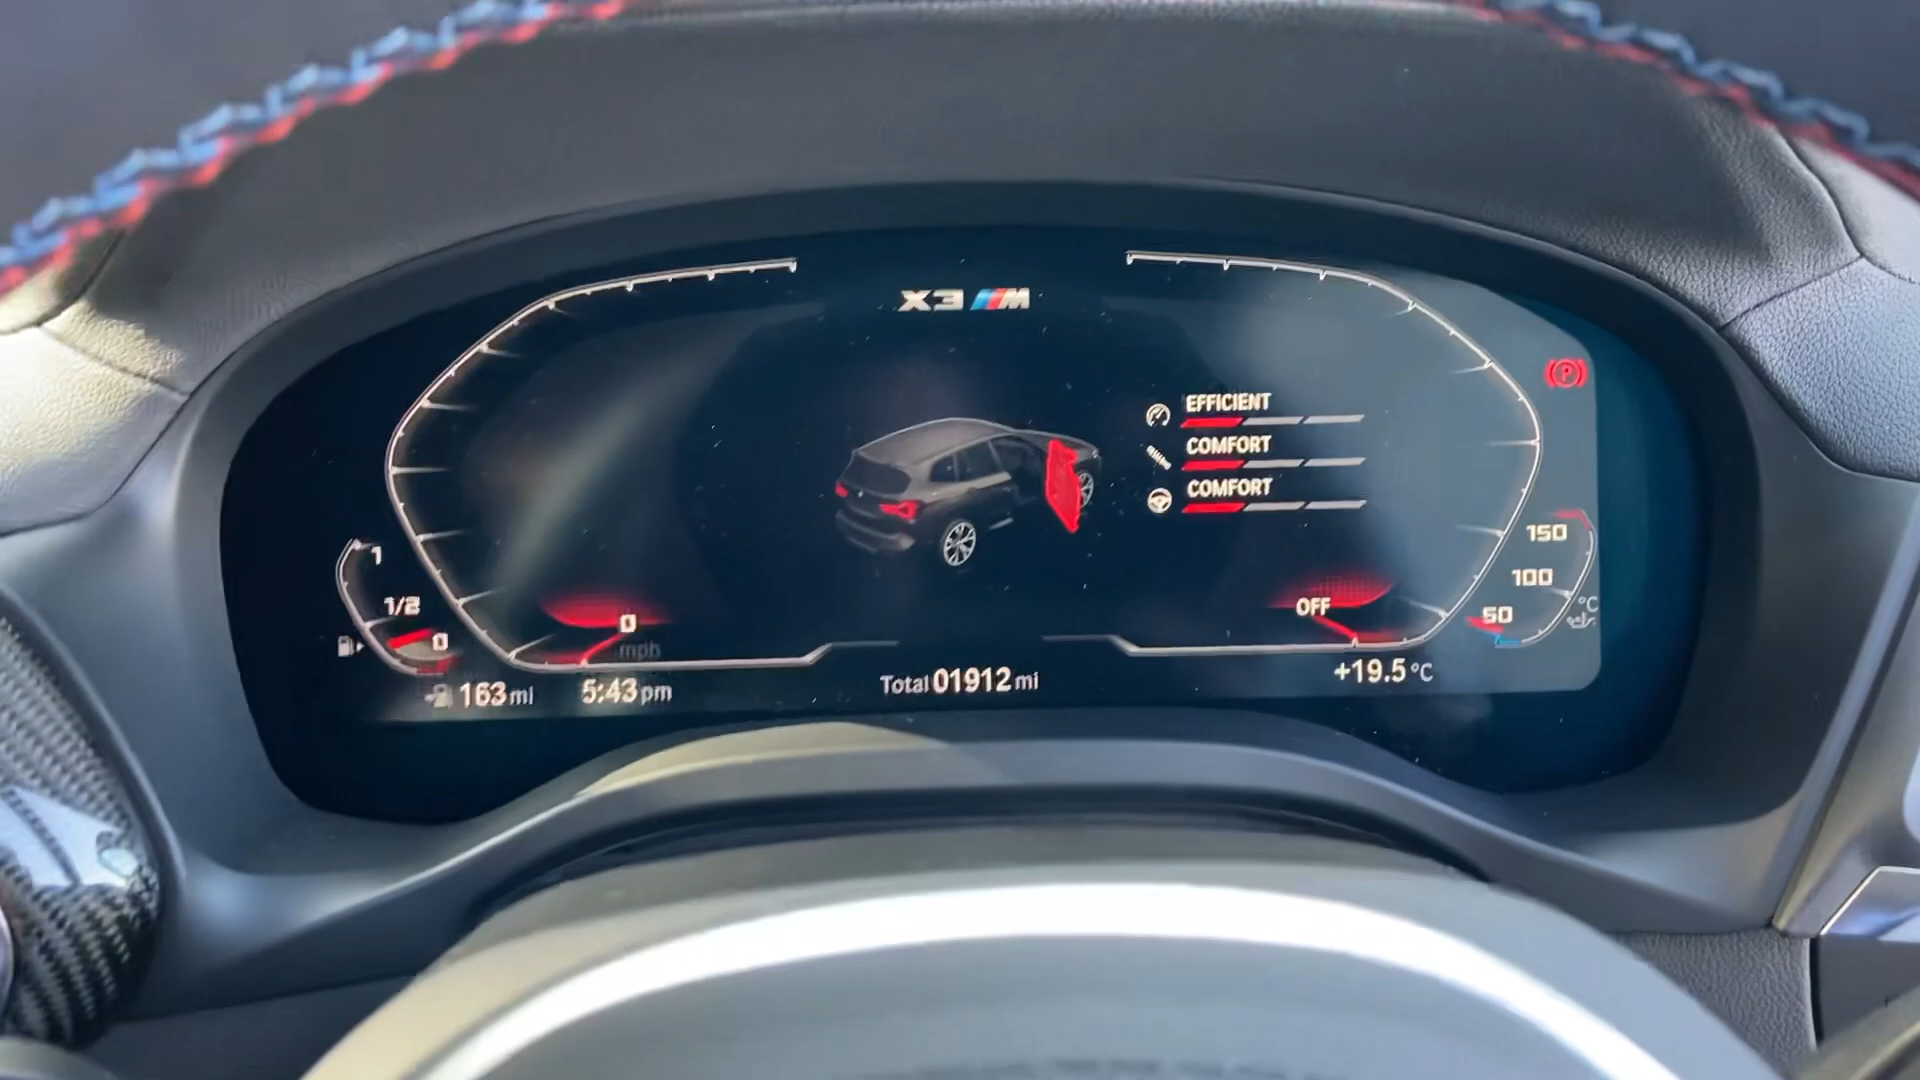 X3 M
EFFICIENT
COMFORT
COMFORT
P
1
1/2
0
0
mph
OFF
150
100
50
°C
163 mi
5:43 pm
Total 01912 mi
+19.5 °C